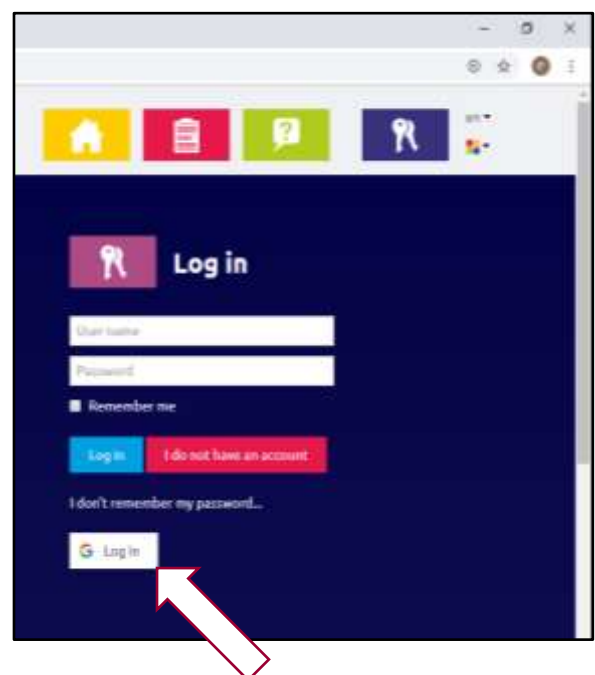 en
?
Log in
User name
Password
Remember me
Log in
I do not have an account
I don't remember my password...
G Log in